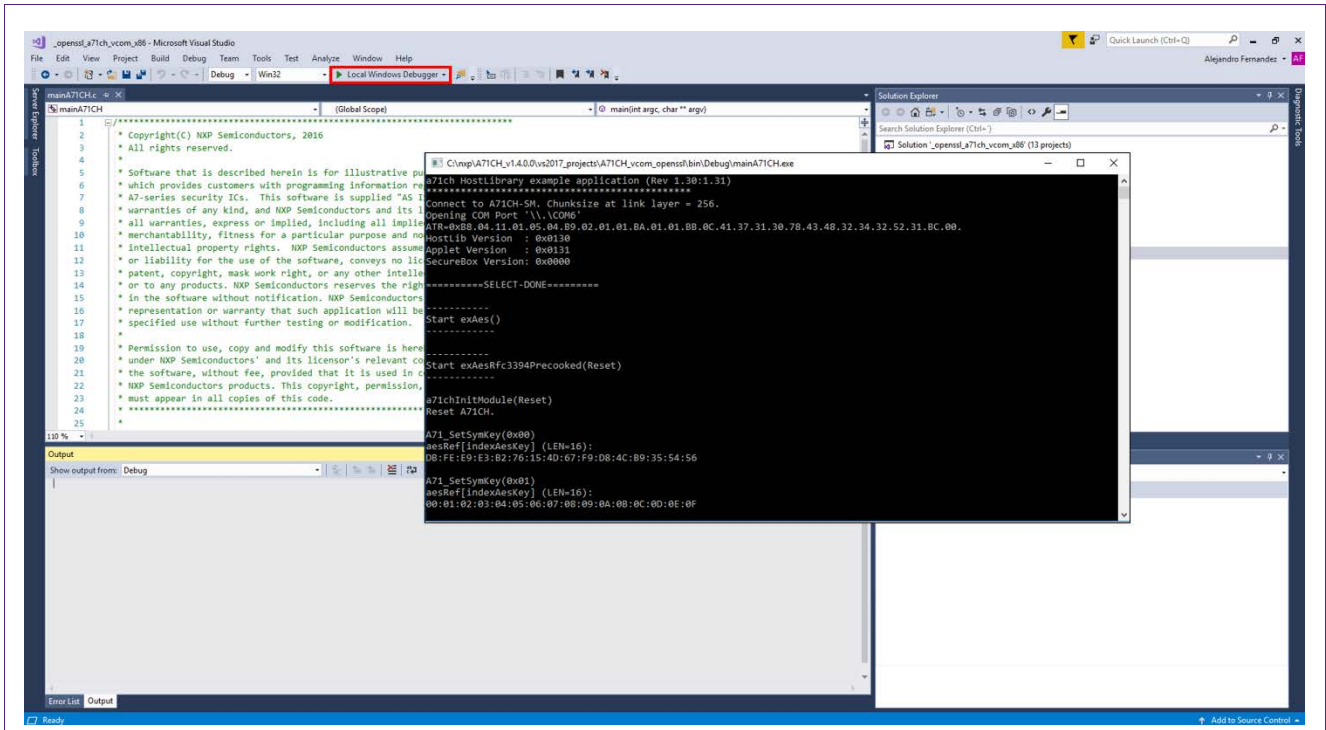 _openssl_a71ch_vcom_x86 - Microsoft Visual Studio
Quick Launch (Ctrl+Q)
File Edit View Project Build Debug Team Tools Test Analyze Window Help
Alejandro Fernandez AF
Debug Win32 Local Windows Debugger
Server Explorer
Toolbox
mainA71CH.c
mainA71CH (Global Scope) main(int argc, char ** argv)
1 /****************************************************************************
2 * Copyright(C) NXP Semiconductors, 2016
3 * All rights reserved.
4 *
5 * Software that is described herein is for illustrative pu
6 * which provides customers with programming information re
7 * A7-series security ICs. This software is supplied "AS I
8 * warranties of any kind, and NXP Semiconductors and its l
9 * all warranties, express or implied, including all implie
10 * merchantability, fitness for a particular purpose and no
11 * intellectual property rights. NXP Semiconductors assume
12 * or liability for the use of the software, conveys no lic
13 * patent, copyright, mask work right, or any other intelle
14 * or to any products. NXP Semiconductors reserves the righ
15 * in the software without notification. NXP Semiconductors
16 * representation or warranty that such application will be
17 * specified use without further testing or modification.
18 *
19 * Permission to use, copy and modify this software is here
20 * under NXP Semiconductors' and its licensor's relevant co
21 * the software, without fee, provided that it is used in c
22 * NXP Semiconductors products. This copyright, permission,
23 * must appear in all copies of this code.
24 * ****************************************************
25 *
110 %
C:\nxp\A71CH_v1.4.0.0\vs2017_projects\A71CH_vcom_openssl\bin\Debug\mainA71CH.exe
a71ch HostLibrary example application (Rev 1.30:1.31)
**********************************************
Connect to A71CH-SM. Chunksize at link layer = 256.
Opening COM Port '\\.\COM6'
ATR=0xB8.04.11.01.05.04.B9.02.01.01.BA.01.01.BB.0C.41.37.31.30.78.43.48.32.34.32.52.31.BC.00.
HostLib Version : 0x0130
Applet Version : 0x0131
SecureBox Version: 0x0000
==========SELECT-DONE=========
-----------
Start exAes()
------------
-----------
Start exAesRfc3394Precooked(Reset)
------------
a71chInitModule(Reset)
Reset A71CH.
A71_SetSymKey(0x00)
aesRef[indexAesKey] (LEN=16):
DB:FE:E9:E3:B2:76:15:4D:67:F9:D8:4C:B9:35:54:56
A71_SetSymKey(0x01)
aesRef[indexAesKey] (LEN=16):
00:01:02:03:04:05:06:07:08:09:0A:0B:0C:0D:0E:0F
Solution Explorer
Search Solution Explorer (Ctrl+')
Solution '_openssl_a71ch_vcom_x86' (13 projects)
Diagnostic Tools
Output
Show output from: Debug
Error List Output
Ready
Add to Source Control